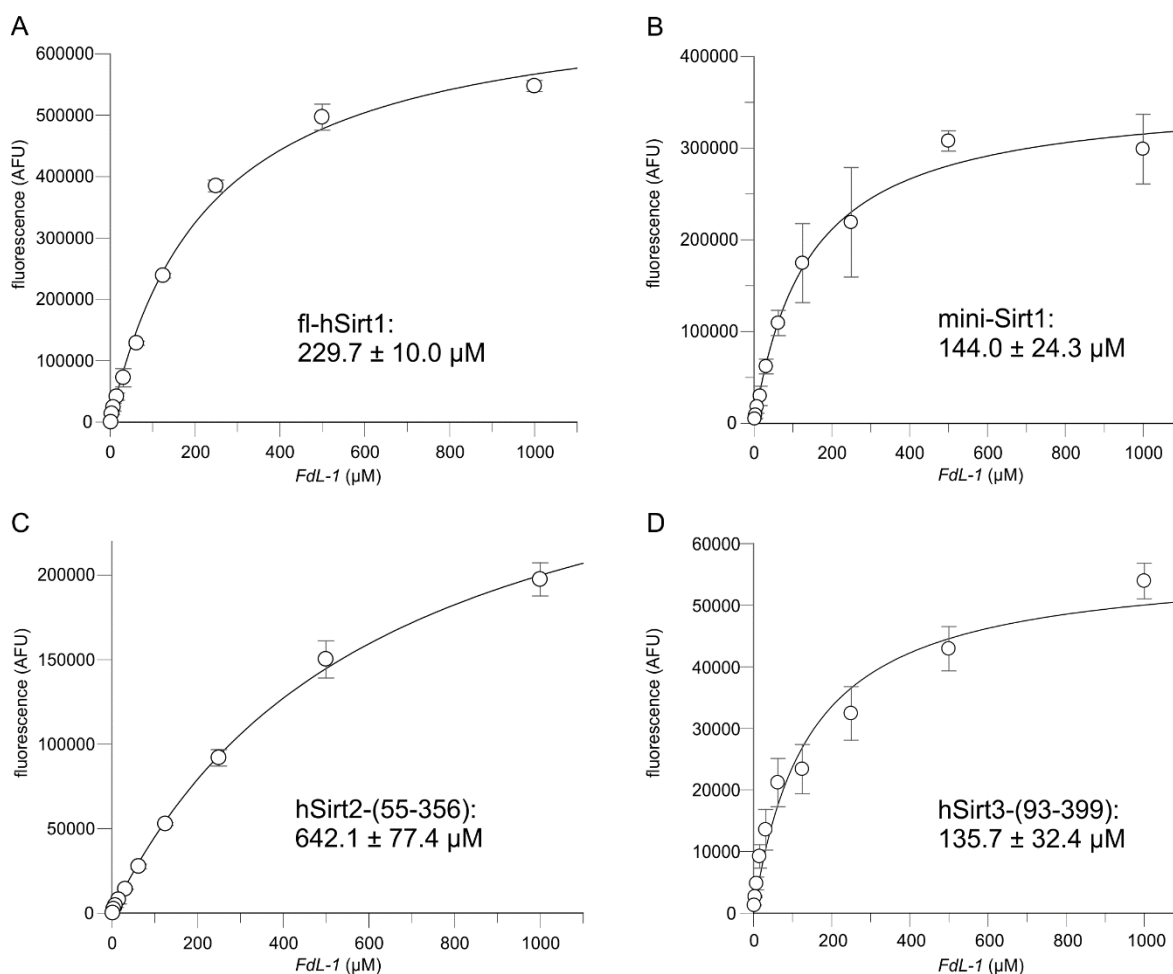 A
600000
500000
400000
300000
200000
100000
0
fluorescence (AFU)
0 200 400 600 800 1000
FdL-1 (µM)
fl-hSirt1:
229.7 ± 10.0 µM
B
400000
300000
200000
100000
0
fluorescence (AFU)
0 200 400 600 800 1000
FdL-1 (µM)
mini-Sirt1:
144.0 ± 24.3 µM
C
200000
150000
100000
50000
0
fluorescence (AFU)
0 200 400 600 800 1000
FdL-1 (µM)
hSirt2-(55-356):
642.1 ± 77.4 µM
D
60000
50000
40000
30000
20000
10000
0
fluorescence (AFU)
0 200 400 600 800 1000
FdL-1 (µM)
hSirt3-(93-399):
135.7 ± 32.4 µM